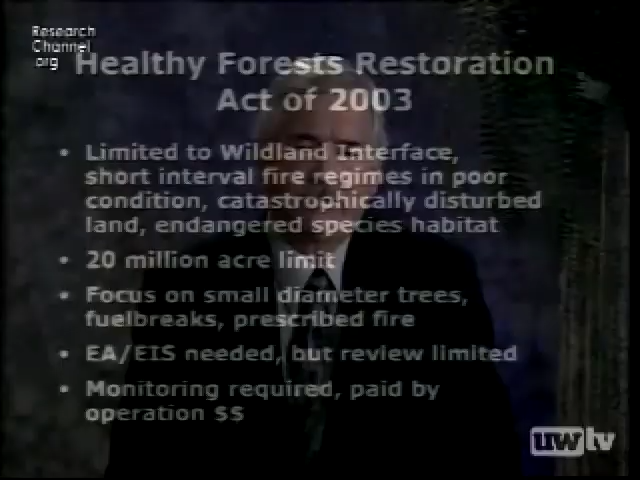 Research
Channel
.org
Healthy Forests Restoration
Act of 2003
• Limited to Wildland Interface,
short interval fire regimes in poor
condition, catastrophically disturbed
land, endangered species habitat
• 20 million acre limit
• Focus on small diameter trees,
fuelbreaks, prescribed fire
• EA/EIS needed, but review limited
• Monitoring required, paid by
operation $$
uwtv